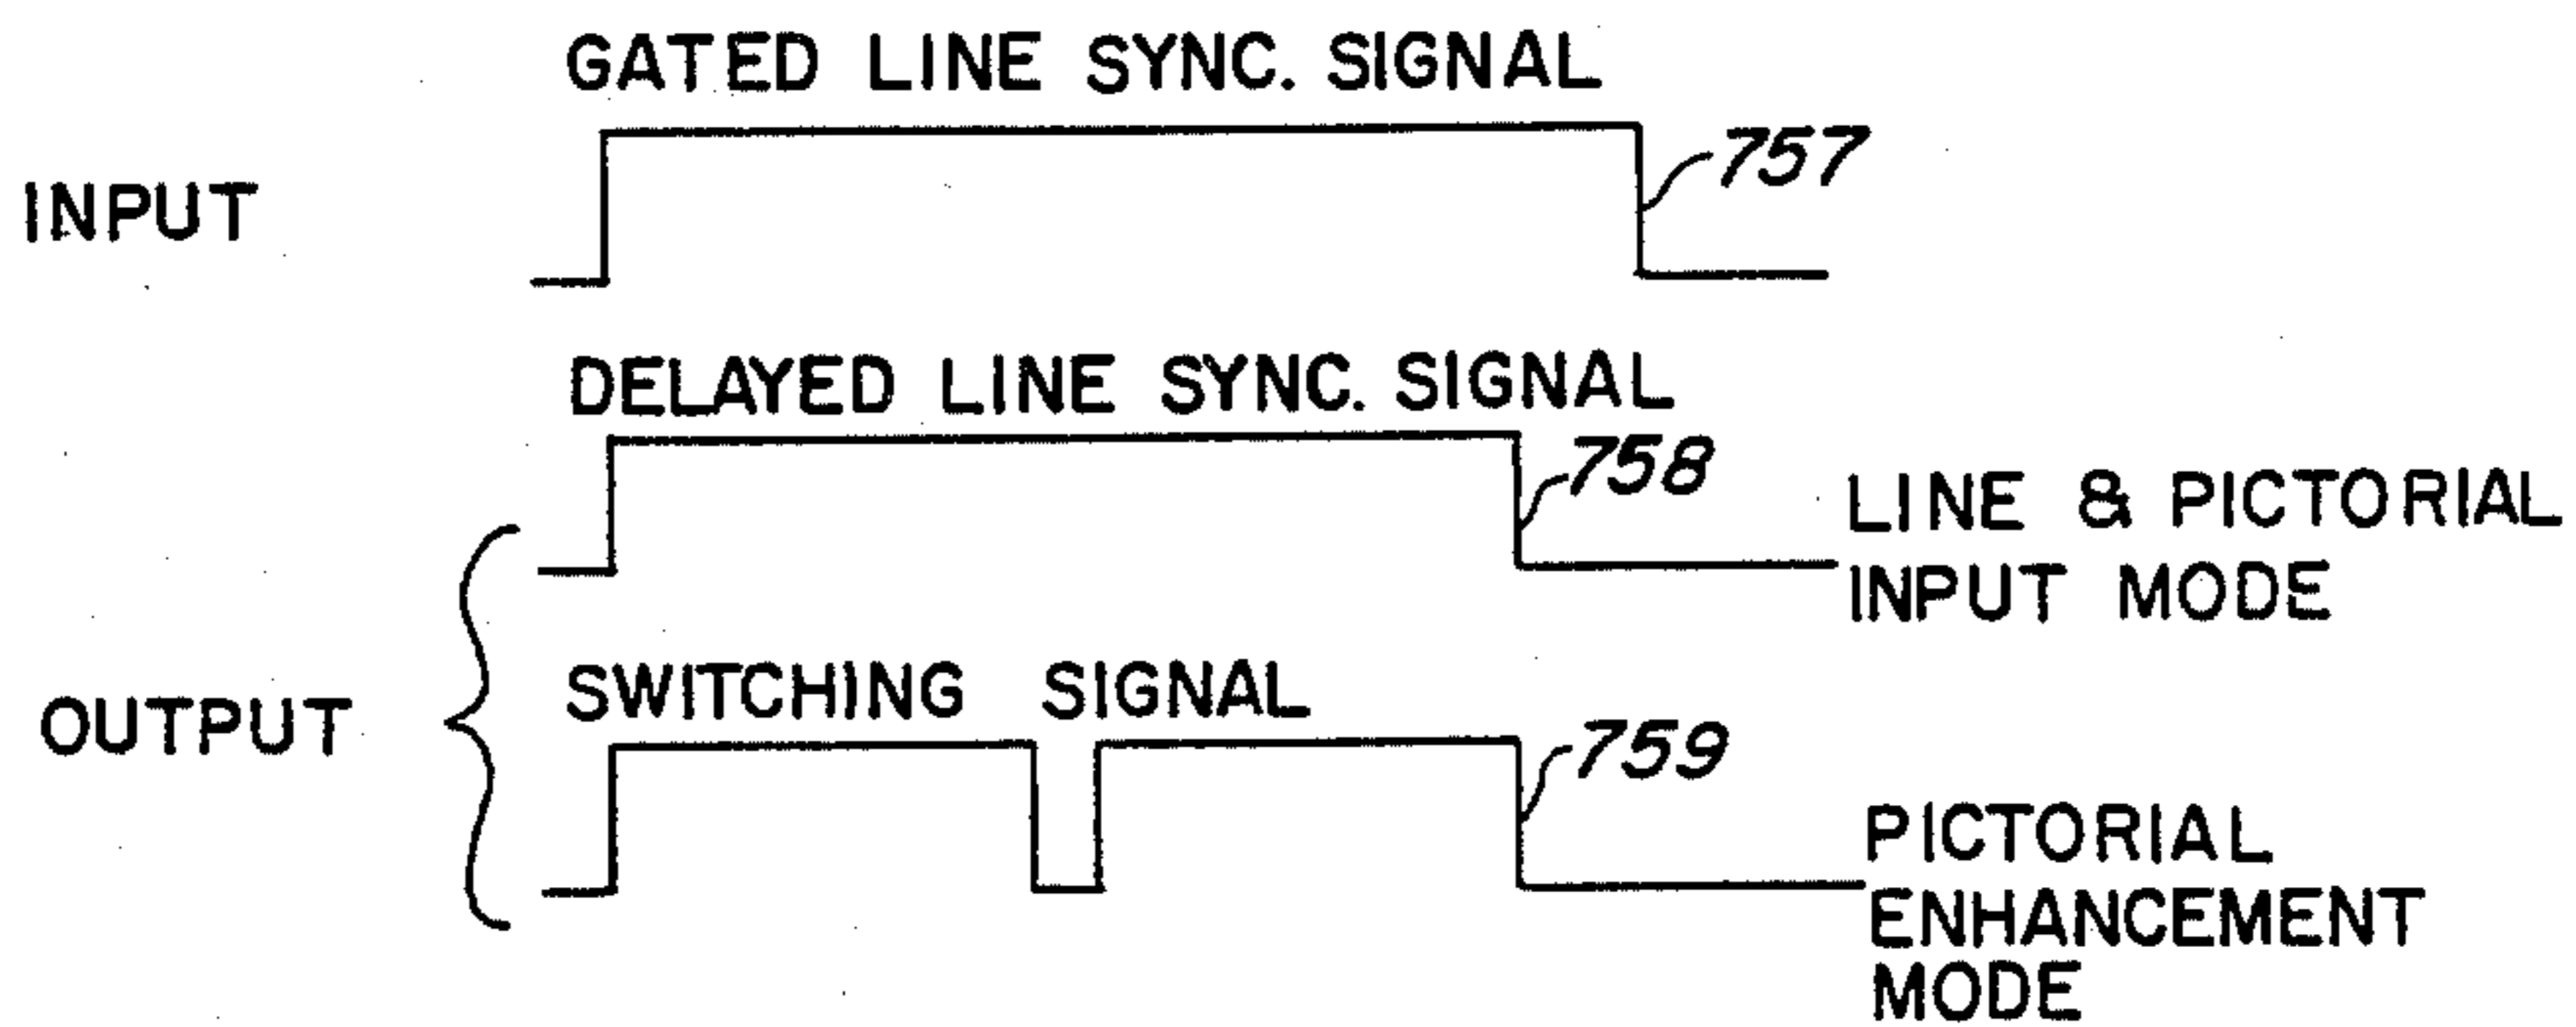 GATED LINE SYNC. SIGNAL
INPUT
757
DELAYED LINE SYNC. SIGNAL
758
LINE & PICTORIAL
INPUT MODE
OUTPUT
SWITCHING SIGNAL
759
PICTORIAL
ENHANCEMENT
MODE